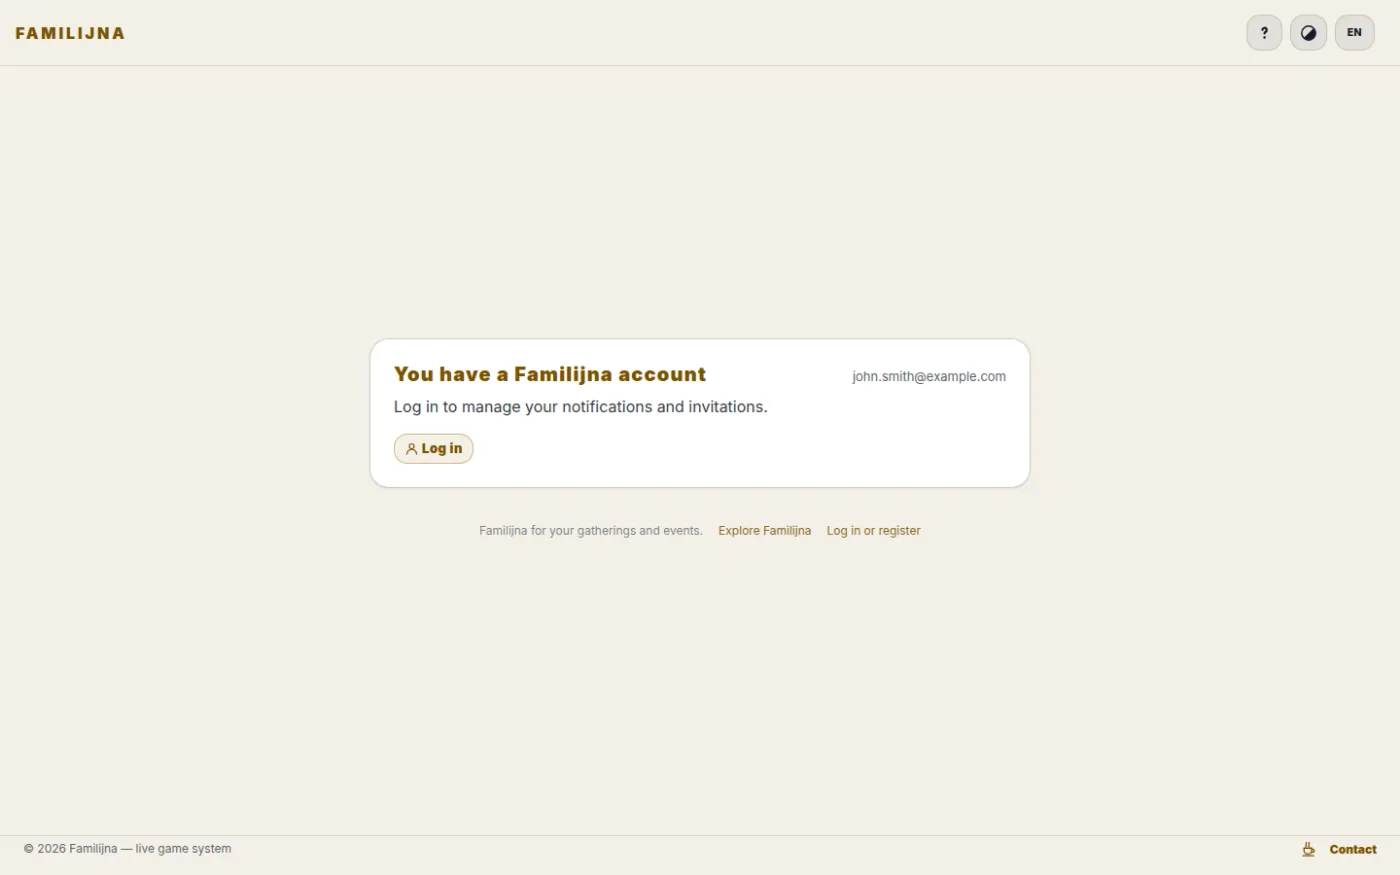 FAMILIJNA
?
EN
You have a Familijna account
john.smith@example.com
Log in to manage your notifications and invitations.
Log in
Familijna for your gatherings and events. Explore Familijna Log in or register
© 2026 Familijna — live game system
Contact